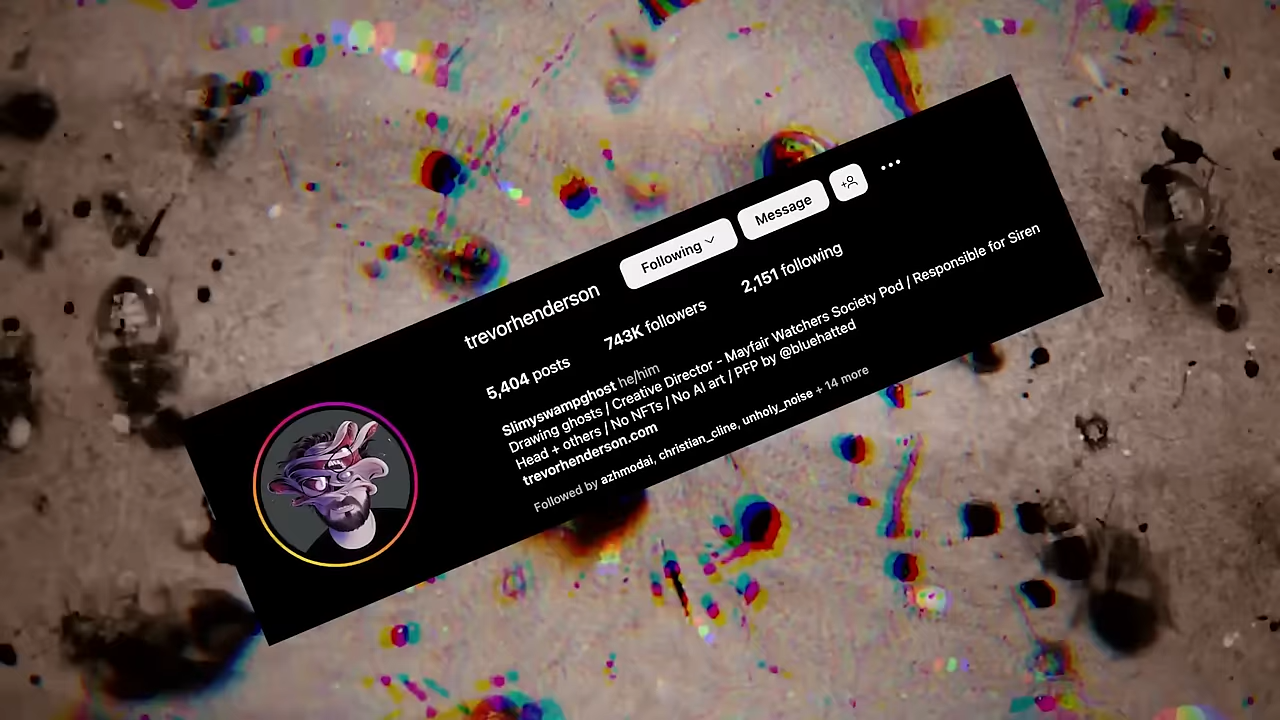 trevorhenderson
Following
Message
5,404 posts
743K followers
2,151 following
Slimyswampghost he/him
Drawing ghosts / Creative Director - Mayfair Watchers Society Pod / Responsible for Siren
Head + others / No NFTs / No AI art / PFP by @bluehatted
trevorhenderson.com
Followed by azhmodai, christian_cline, unholy_noise + 14 more